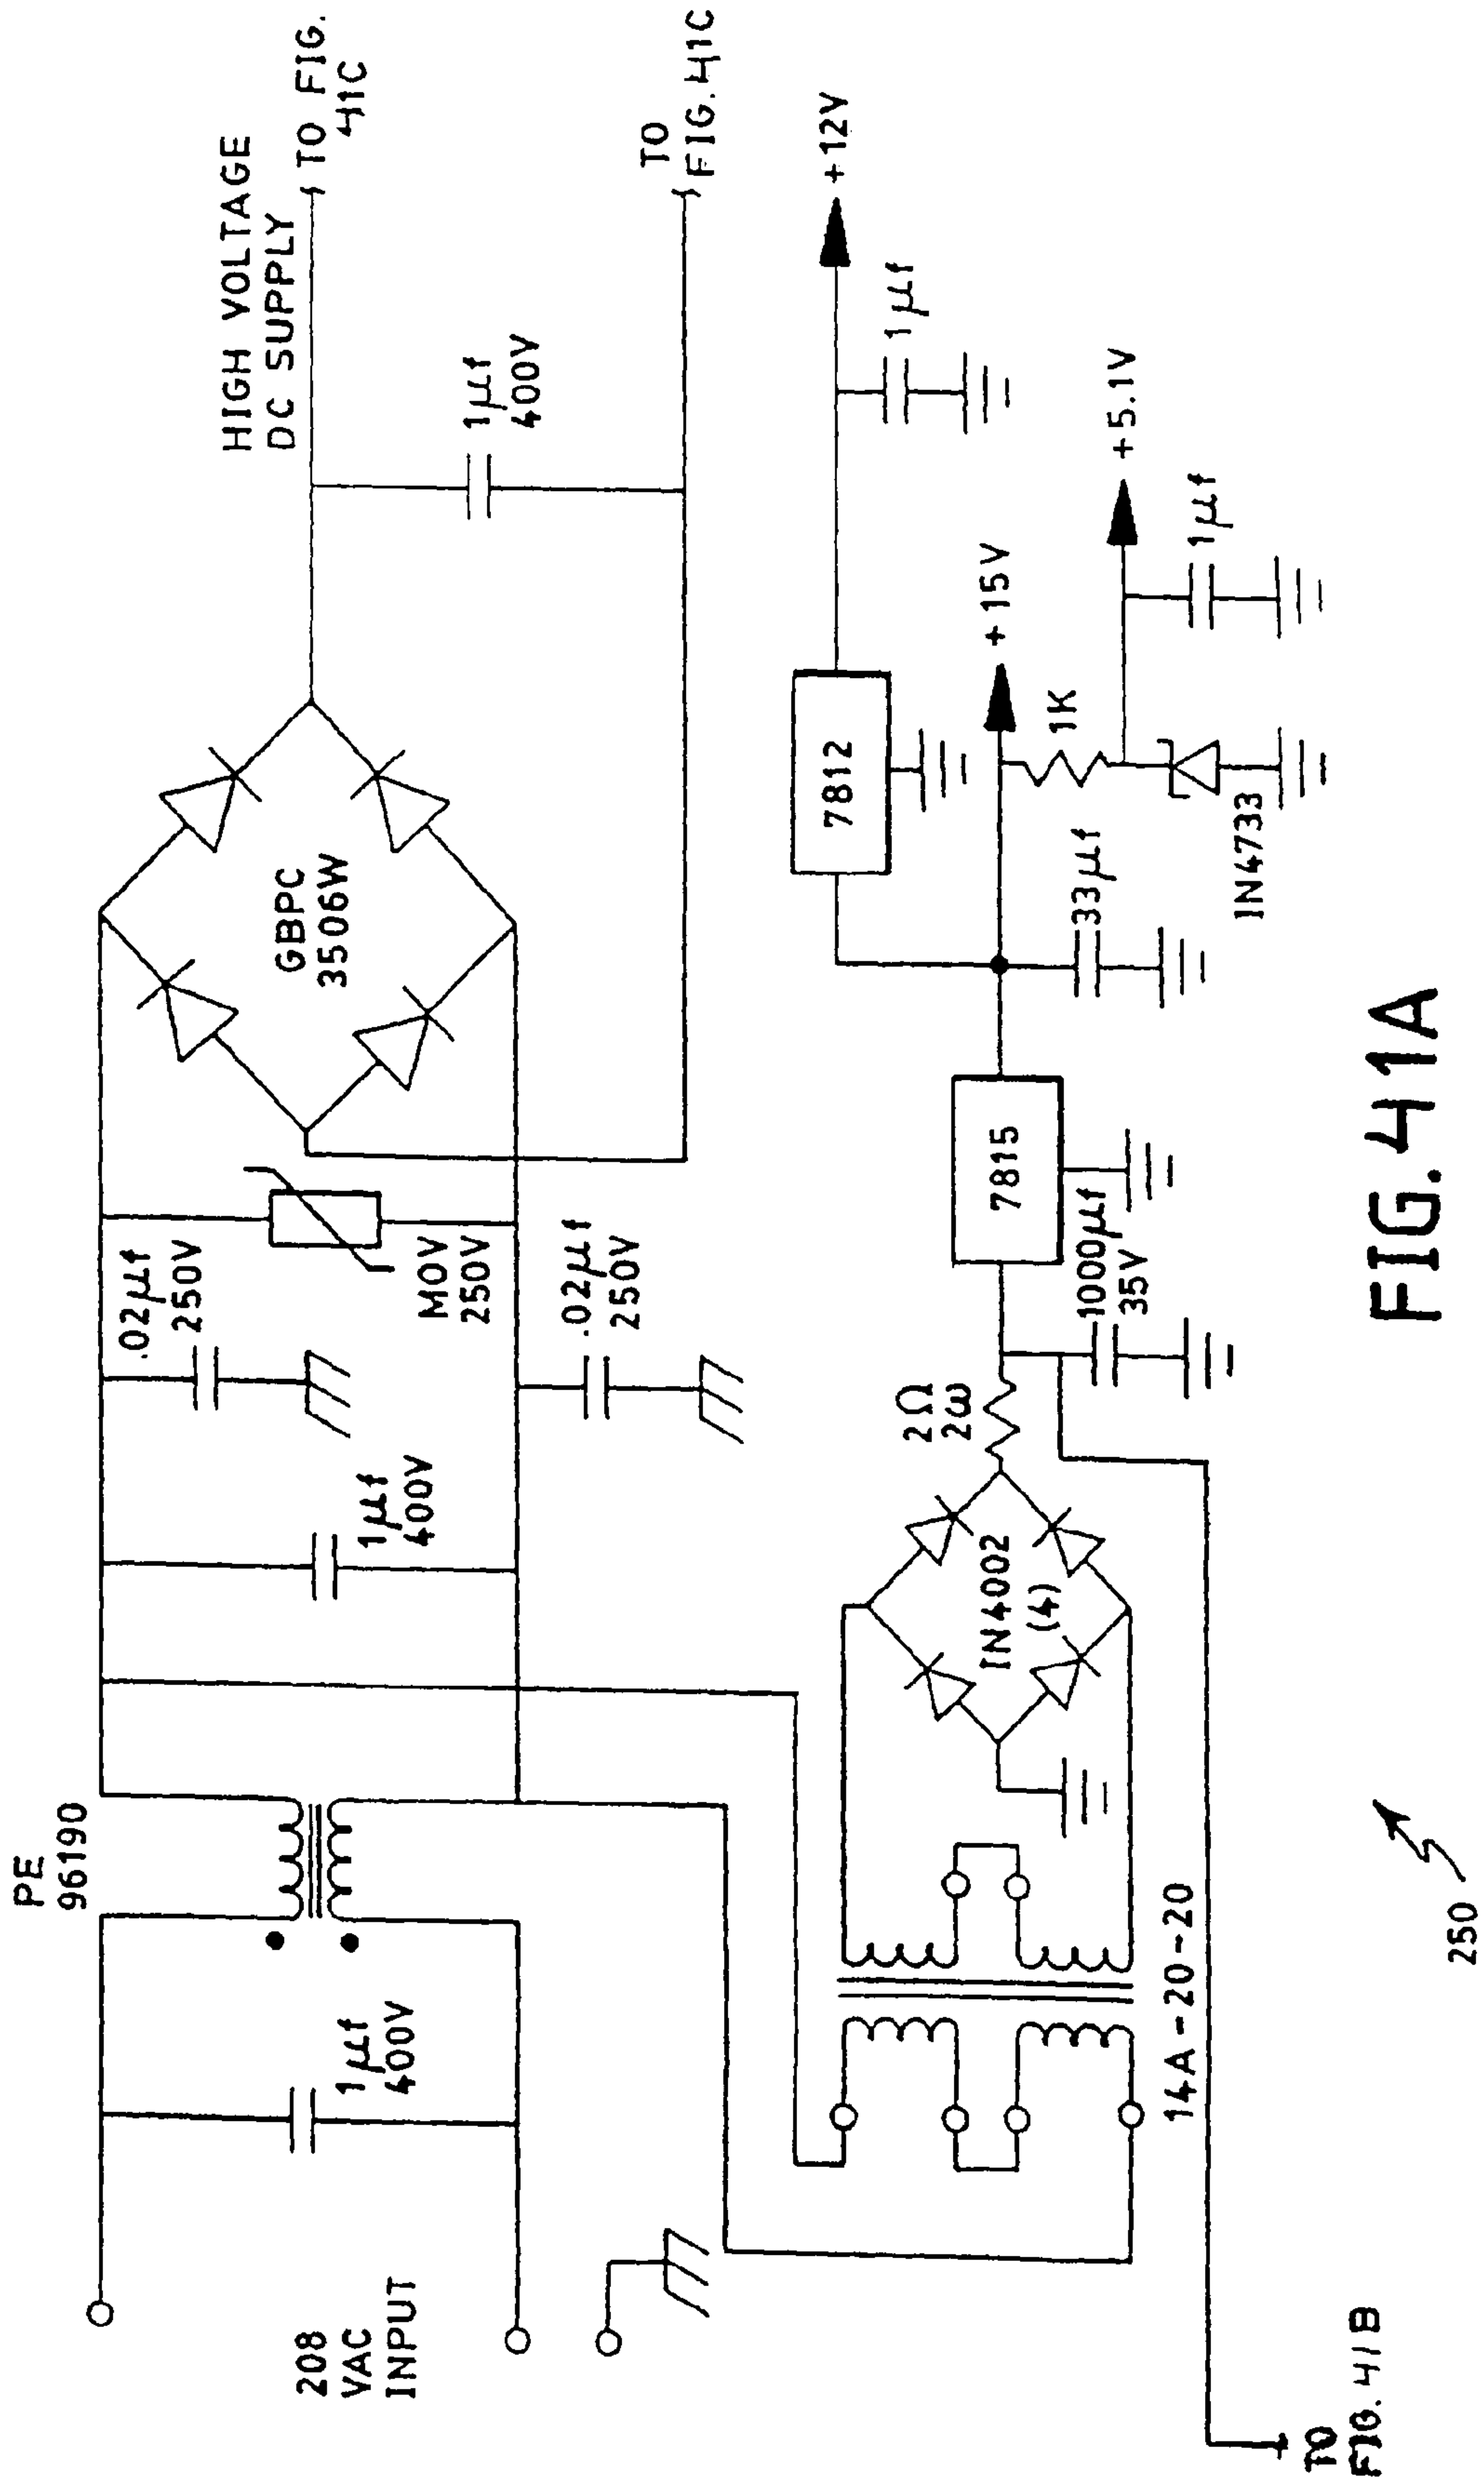 PE
96190
208
VAC
INPUT
1µf
400V
1µf
400V
.02µf
250V
MOV
250V
.02µf
250V
GBPC
3506W
HIGH VOLTAGE
DC SUPPLY
1µf
400V
TO FIG.
41C
TO
FIG. 41C
14A-20-20
IN4002
(4)
2Ω
2ω
1000µf
35V
7815
33µf
7812
+12V
1µf
+15V
1K
IN4733
+5.1V
1µf
TO
FIG. 41B
250
FIG. 41A